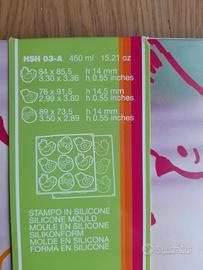 HSH 03-A 450 ml 15.21 oz
84 x 85,5 h 14 mm
3.30 x 3.36 h 0.55 inches
76 x 91,5 h 14,5 mm
2.99 x 3.60 h 0.55 inches
89 x 73,5 h 14 mm
3.50 x 2.89 h 0.55 inches
STAMPO IN SILICONE
SILICONE MOULD
MOULE EN SILICONE
SILIKONFORM
MOLDE EN SILICONA
FORMA EM SILICONE
subito